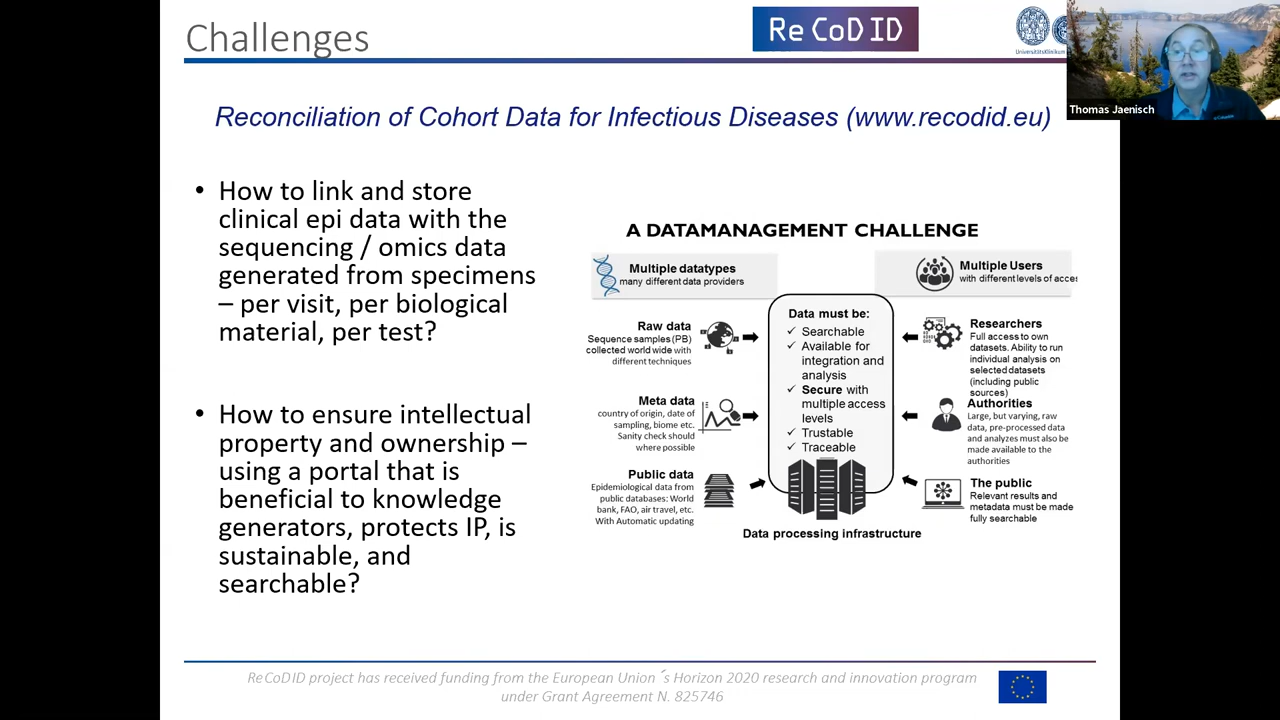 Challenges
Re CoD ID
Universitäts Klinikum
Thomas Jaenisch
Reconciliation of Cohort Data for Infectious Diseases (www.recodid.eu)
• How to link and store
clinical epi data with the
sequencing / omics data
generated from specimens
– per visit, per biological
material, per test?
• How to ensure intellectual
property and ownership –
using a portal that is
beneficial to knowledge
generators, protects IP, is
sustainable, and
searchable?
A DATAMANAGEMENT CHALLENGE
Multiple datatypes
many different data providers
Raw data
Sequence samples (PB)
collected world wide with
different techniques
Meta data
country of origin, date of
sampling, biome etc.
Sanity check should
where possible
Public data
Epidemiological data from
public databases: World
bank, FAO, air travel, etc.
With Automatic updating
Data must be:
✓ Searchable
✓ Available for
integration and
analysis
✓ Secure with
multiple access
levels
✓ Trustable
✓ Traceable
Data processing infrastructure
Multiple Users
with different levels of acces
Researchers
Full access to own
datasets. Ability to run
individual analysis on
selected datasets
(including public
sources)
Authorities
Large, but varying, raw
data, pre-processed data
and analyzes must also be
made available to the
authorities
The public
Relevant results and
metadata must be made
fully searchable
ReCoDID project has received funding from the European Union´s Horizon 2020 research and innovation program
under Grant Agreement N. 825746